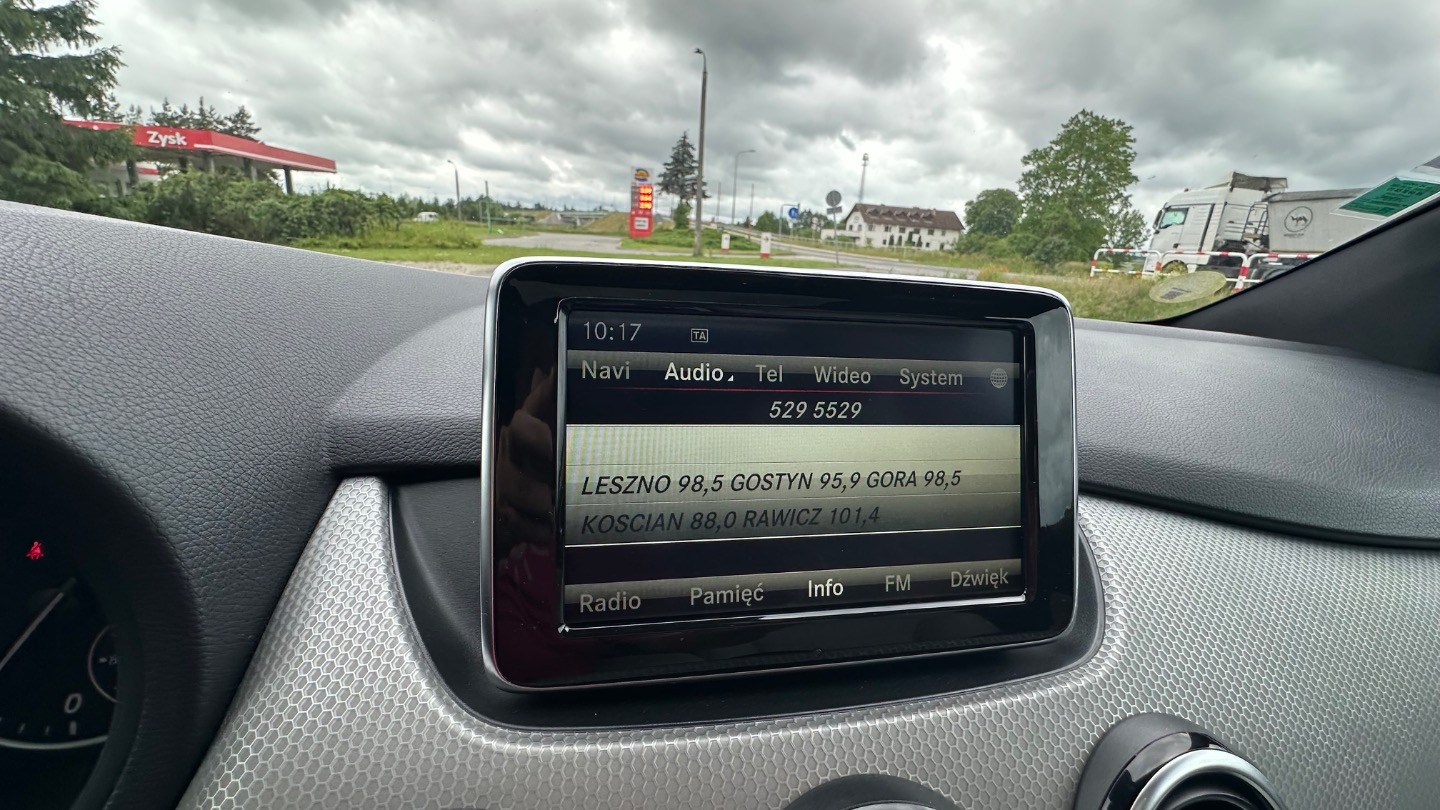 Zysk
10:17 TA
Navi Audio Tel Wideo System
529 5529
LESZNO 98,5 GOSTYN 95,9 GORA 98,5
KOSCIAN 88,0 RAWICZ 101,4
Radio Pamięć Info FM Dźwięk
0